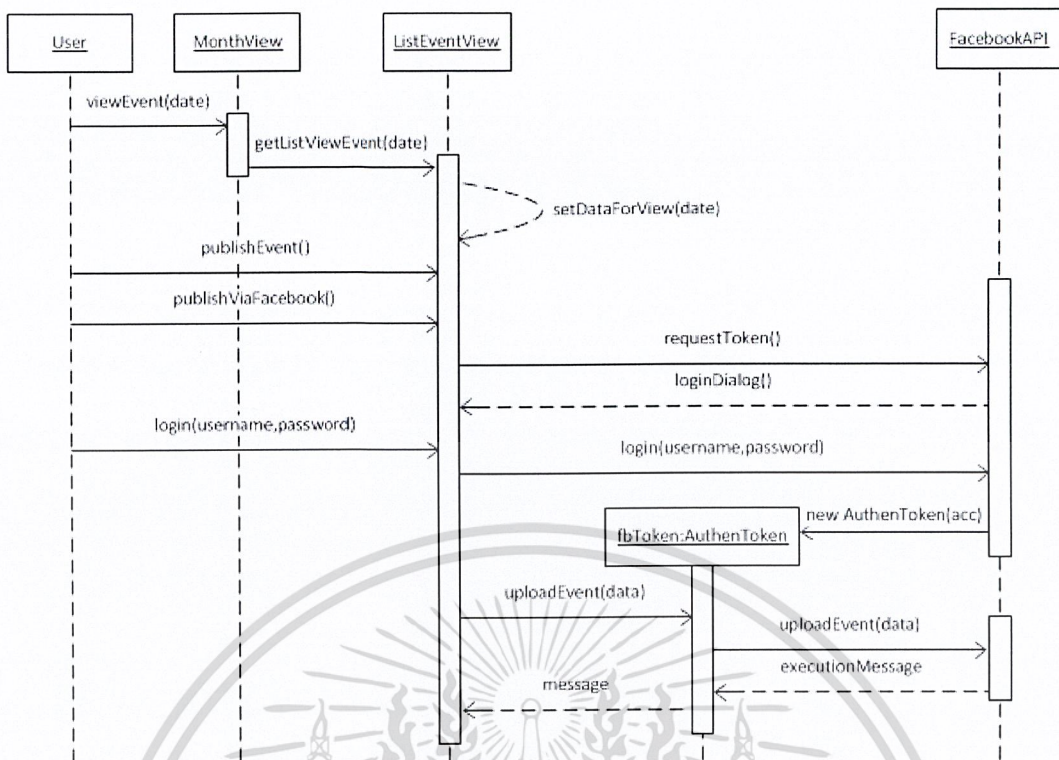 User
MonthView
ListEventView
FacebookAPI
viewEvent(date)
getListViewEvent(date)
setDataForView(date)
publishEvent()
publishViaFacebook()
requestToken()
loginDialog()
login(username,password)
login(username,password)
new AuthenToken(acc)
fbToken:AuthenToken
uploadEvent(data)
uploadEvent(data)
executionMessage
message